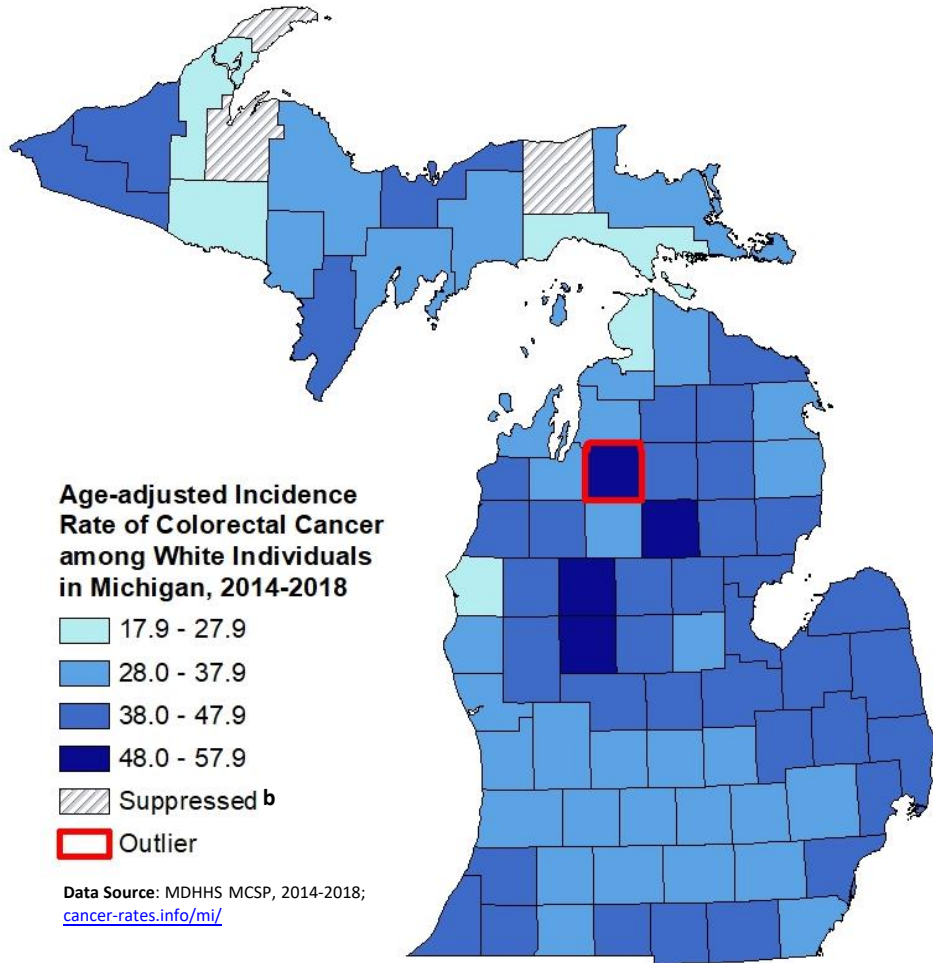 Age-adjusted Incidence
Rate of Colorectal Cancer
among White Individuals
in Michigan, 2014-2018
17.9 - 27.9
28.0 - 37.9
38.0 - 47.9
48.0 - 57.9
Suppressed b
Outlier
Data Source: MDHHS MCSP, 2014-2018;
cancer-rates.info/mi/